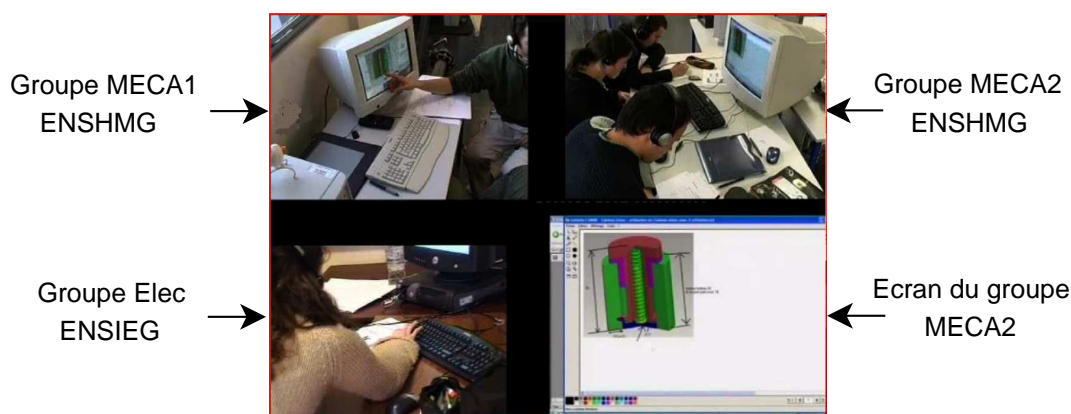 Groupe MECA1
ENSHMG
Groupe MECA2
ENSHMG
Groupe Elec
ENSIEG
Ecran du groupe
MECA2